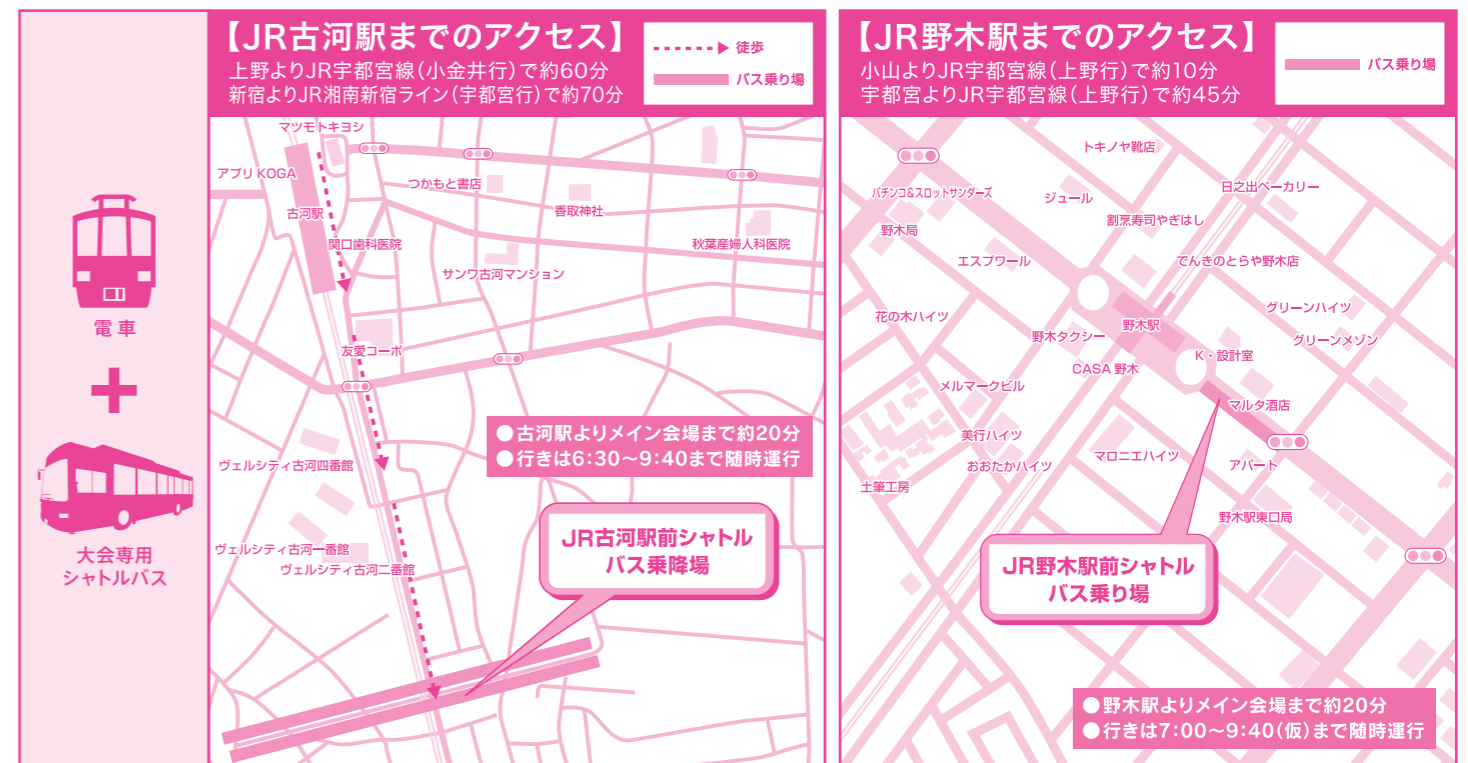 電車
大会専用
シャトルバス
【JR古河駅までのアクセス】
上野よりJR宇都宮線(小金井行)で約60分
新宿よりJR湘南新宿ライン(宇都宮行)で約70分
徒歩
バス乗り場
マツモトキヨシ
アプリKOGA
つかもと書店
古河駅
香取神社
関口歯科医院
秋葉産婦人科医院
サンワ古河マンション
友愛コーポ
●古河駅よりメイン会場まで約20分
●行きは6:30～9:40まで随時運行
ヴェルシティ古河四番館
JR古河駅前シャトル
バス乗降場
ヴェルシティ古河一番館
ヴェルシティ古河二番館
【JR野木駅までのアクセス】
小山よりJR宇都宮線(上野行)で約10分
宇都宮よりJR宇都宮線(上野行)で約45分
バス乗り場
トキノヤ靴店
パチンコ&スロットサンダーズ
ジュール
日之出ベーカリー
野木局
割烹寿司やぎはし
エスプワール
でんきのとらや野木店
花の木ハイツ
グリーンハイツ
野木タクシー
野木駅
グリーンメゾン
K・設計室
CASA 野木
メルマークビル
マルタ酒店
美行ハイツ
マロニエハイツ
おおたかハイツ
アパート
土筆工房
野木駅東口局
JR野木駅前シャトル
バス乗り場
●野木駅よりメイン会場まで約20分
●行きは7:00～9:40(仮)まで随時運行